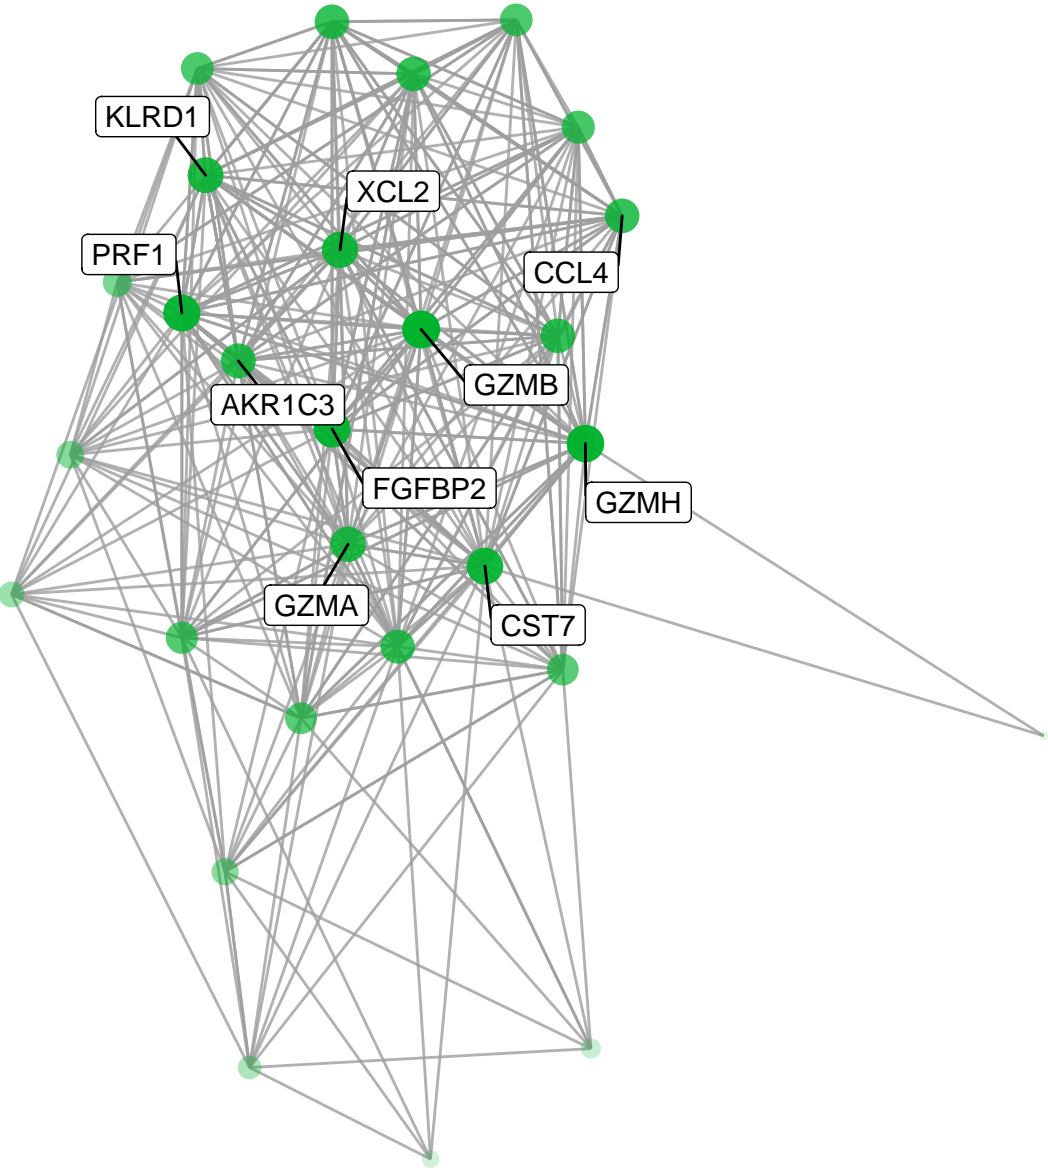 KLRD1
XCL2
PRF1
CCL4
GZMB
AKR1C3
FGFBP2
GZMH
GZMA
CST7